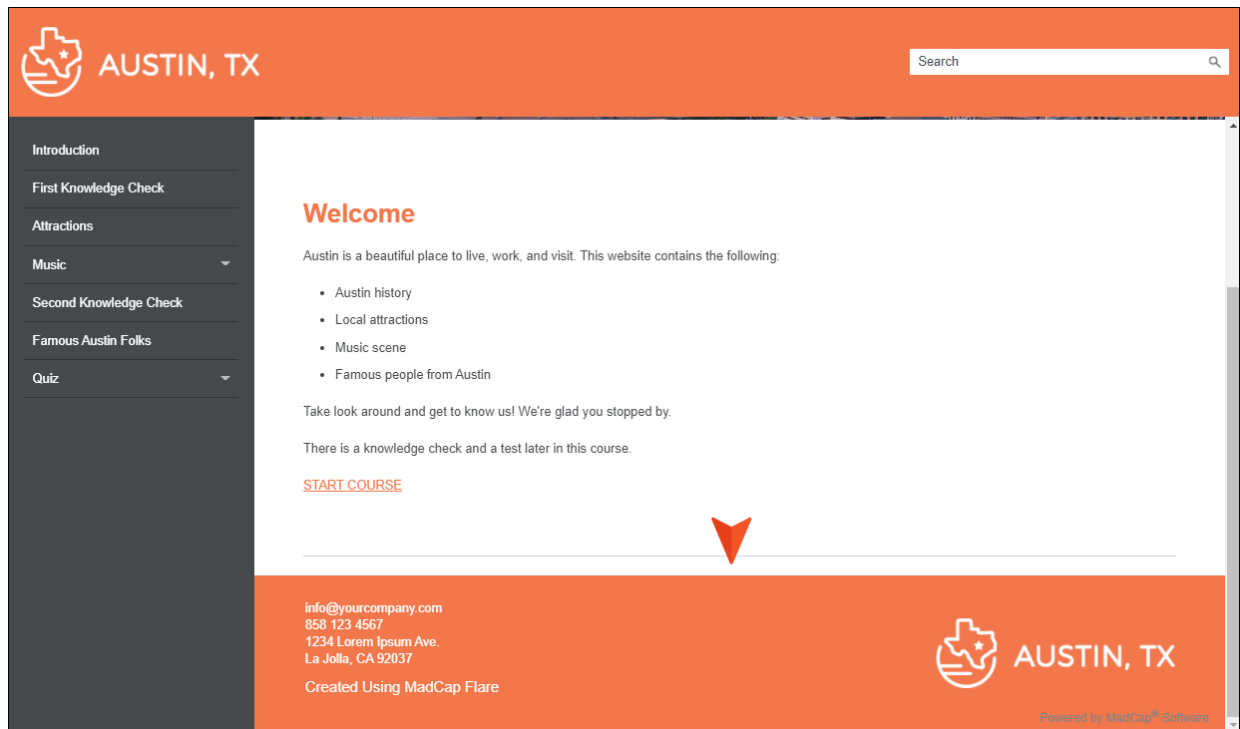 AUSTIN, TX
Search
Introduction
First Knowledge Check
Attractions
Music
Second Knowledge Check
Famous Austin Folks
Quiz
Welcome
Austin is a beautiful place to live, work, and visit. This website contains the following:
• Austin history
• Local attractions
• Music scene
• Famous people from Austin
Take look around and get to know us! We're glad you stopped by.
There is a knowledge check and a test later in this course.
START COURSE
info@yourcompany.com
858 123 4567
1234 Lorem Ipsum Ave.
La Jolla, CA 92037
Created Using MadCap Flare
AUSTIN, TX
Powered by MadCap® Software